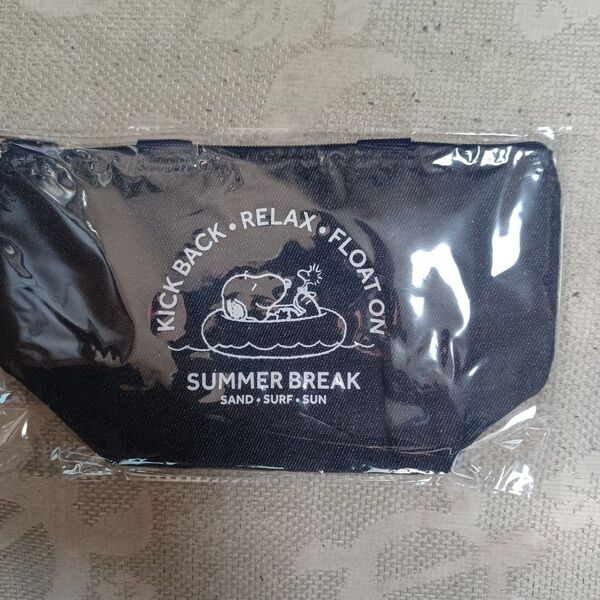 KICK BACK • RELAX • FLOAT ON
SUMMER BREAK
SAND • SURF • SUN